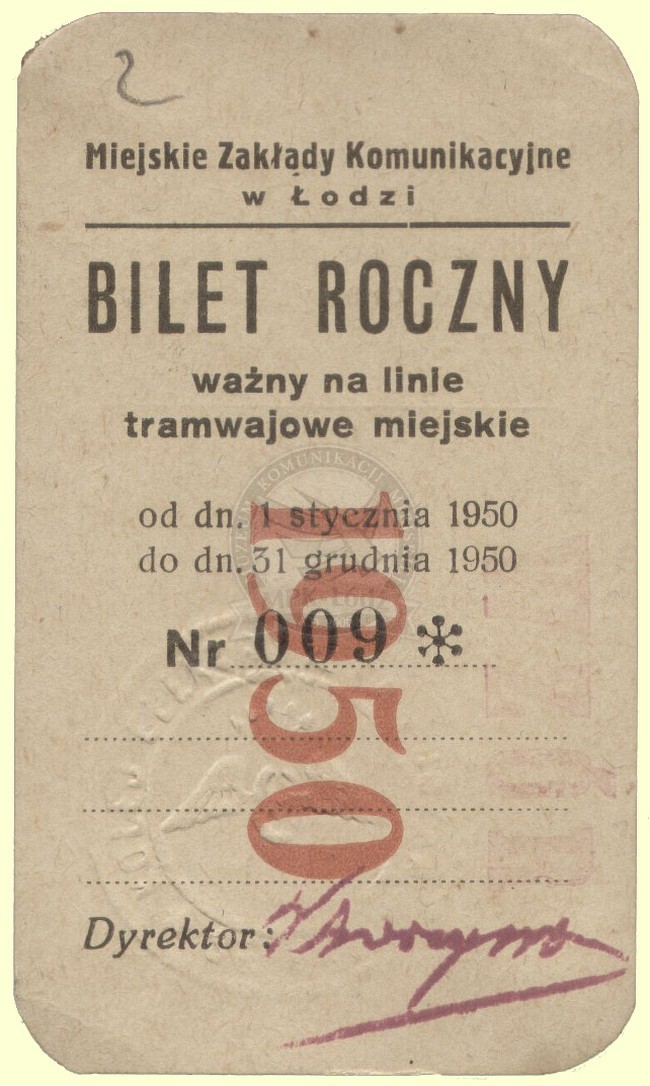 2
Miejskie Zakłady Komunikacyjne
w Łodzi
BILET ROCZNY
ważny na linie
tramwajowe miejskie
od dn. 1 stycznia 1950
do dn. 31 grudnia 1950
Nr 009 *
1950
Dyrektor: